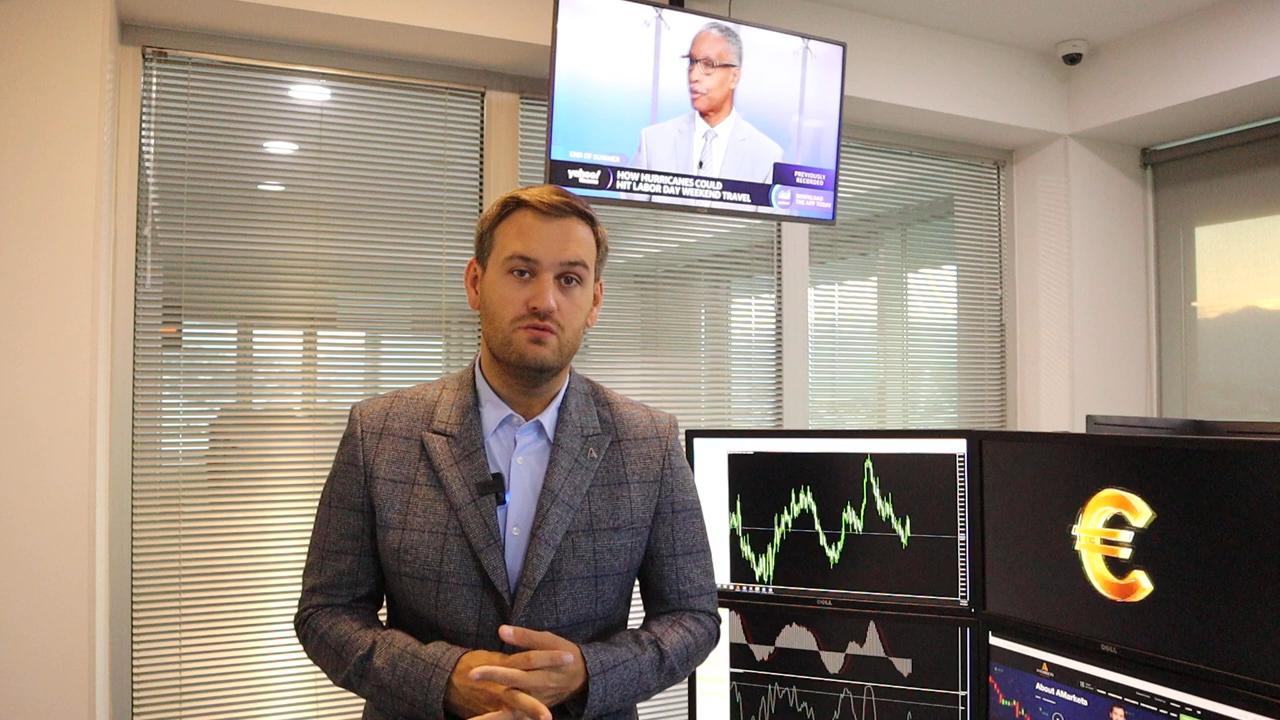 END OF SUMMER
yahoo!
finance
HOW HURRICANES COULD
HIT LABOR DAY WEEKEND TRAVEL
PREVIOUSLY
RECORDED
DOWNLOAD
THE APP TODAY
DELL
DELL
About AMarkets